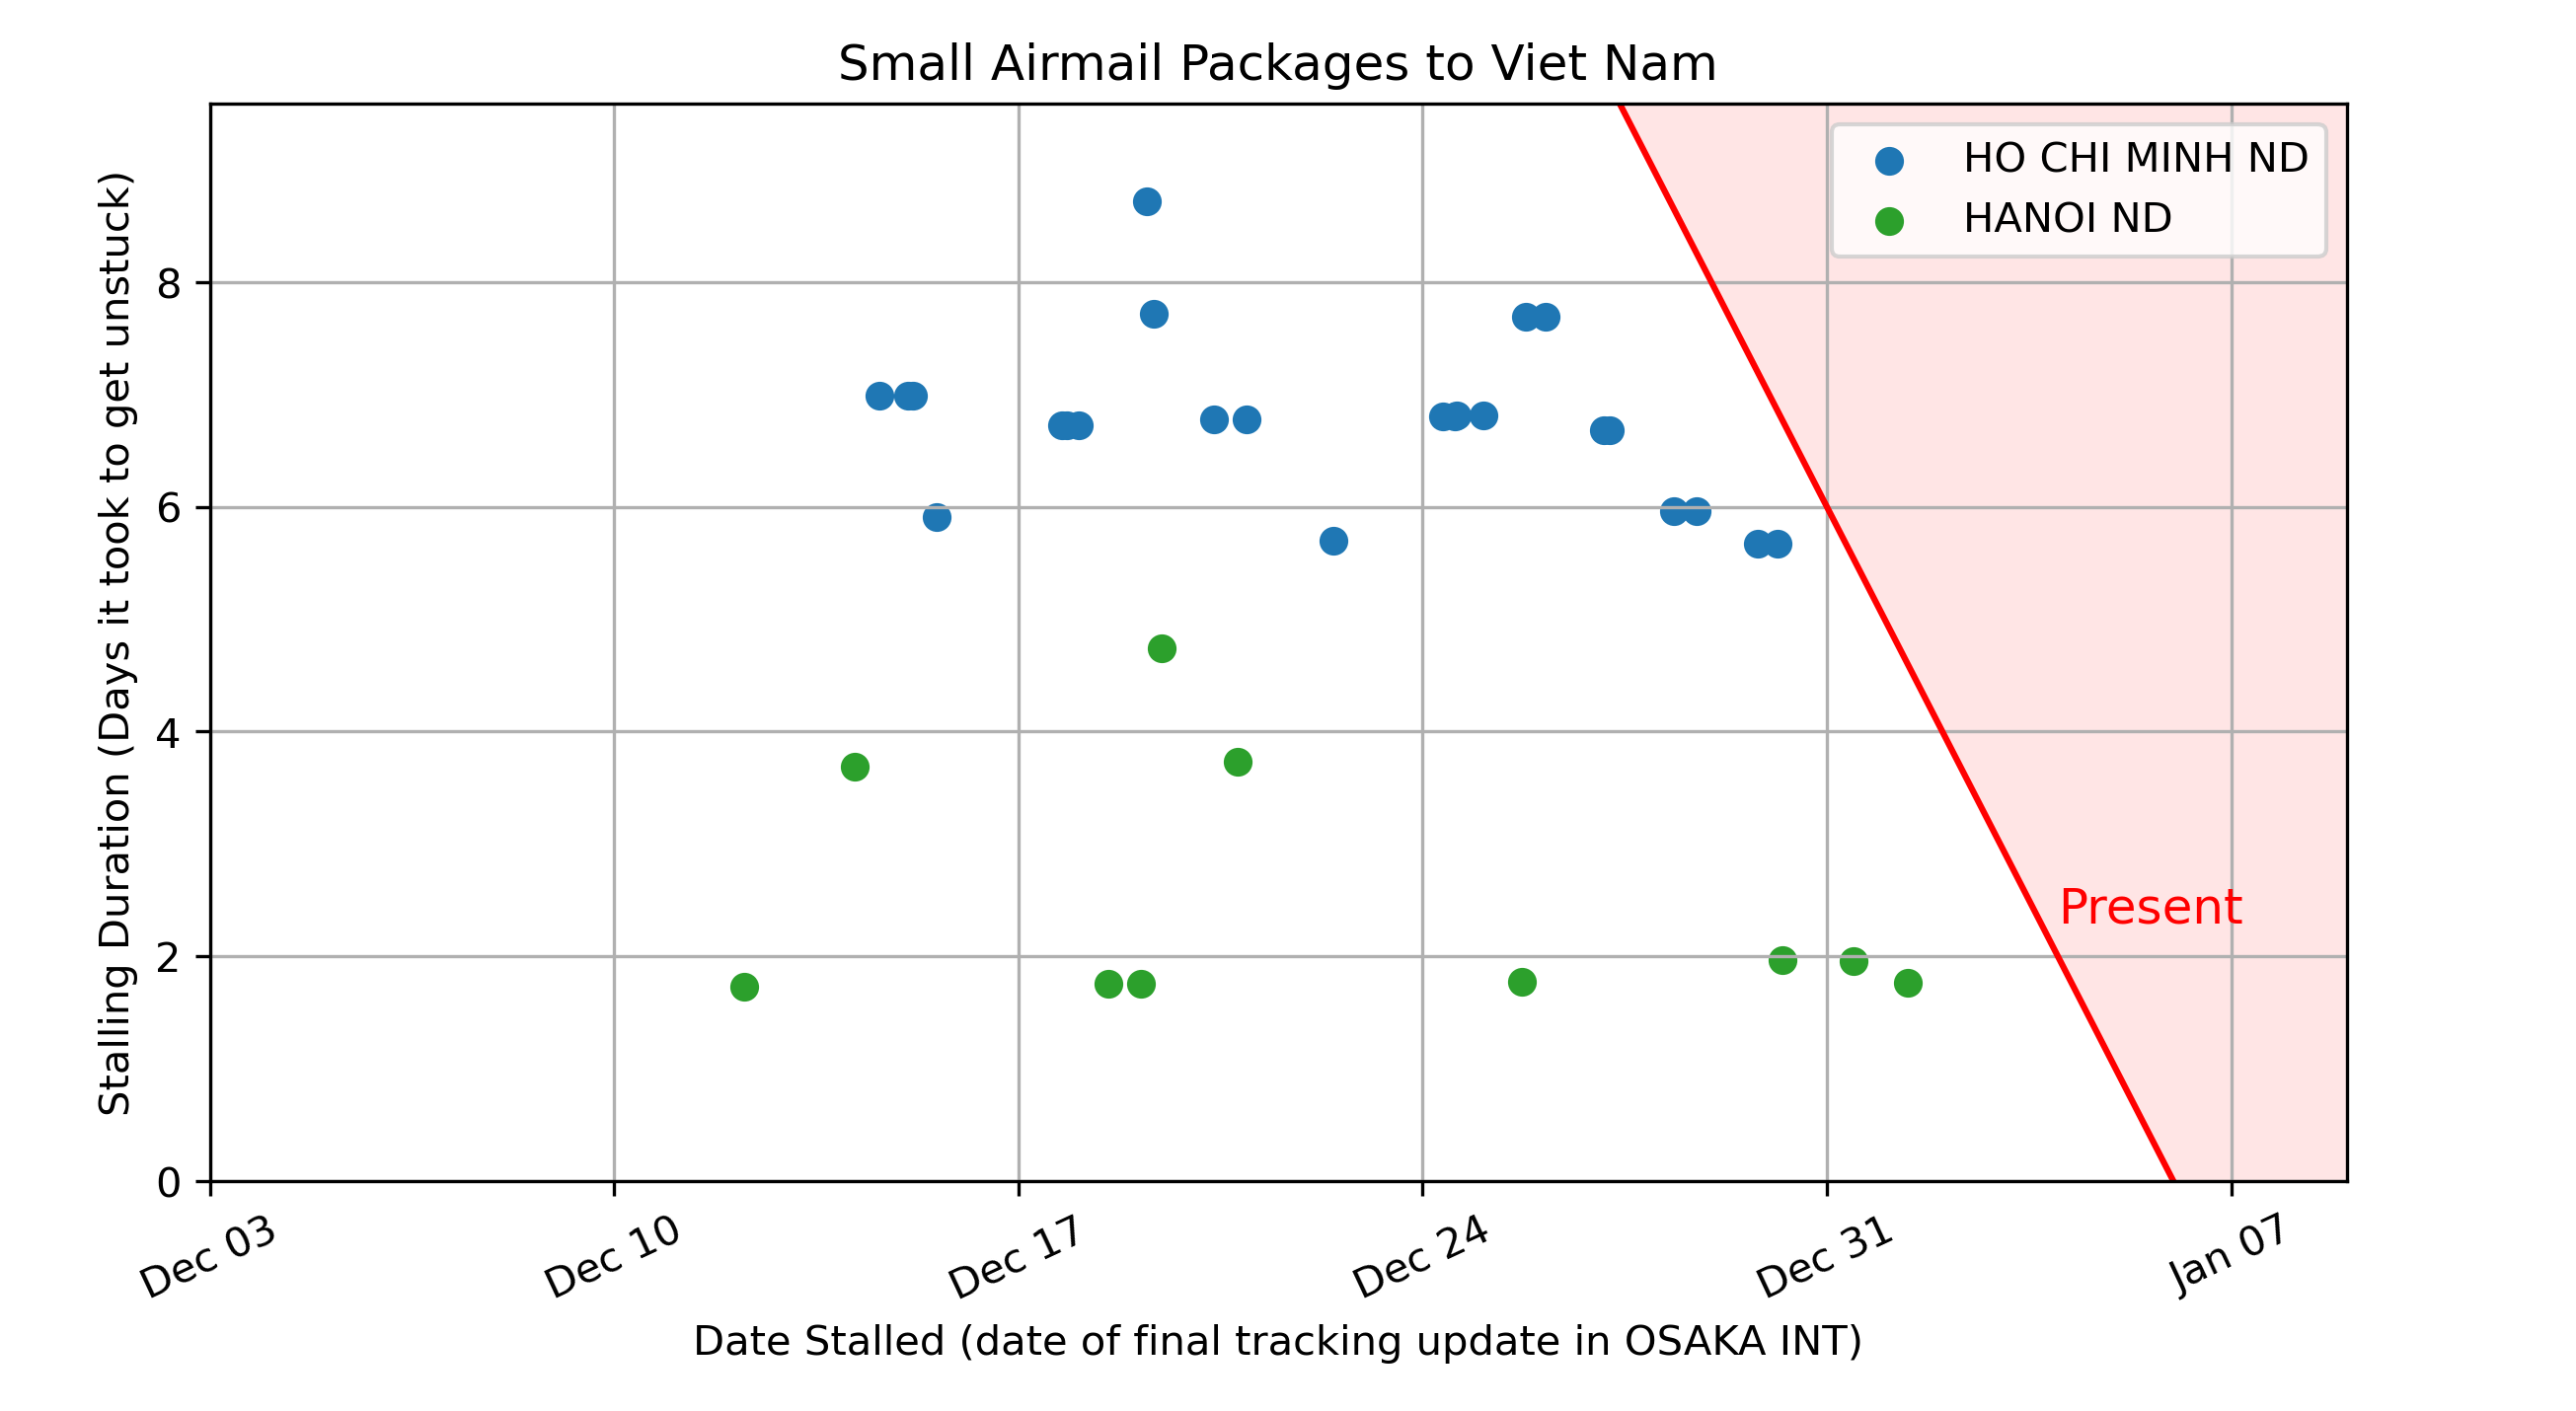 Small Airmail Packages to Viet Nam
HO CHI MINH ND
HANOI ND
Stalling Duration (Days it took to get unstuck)
8
6
4
2
0
Present
Dec 03
Dec 10
Dec 17
Dec 24
Dec 31
Jan 07
Date Stalled (date of final tracking update in OSAKA INT)